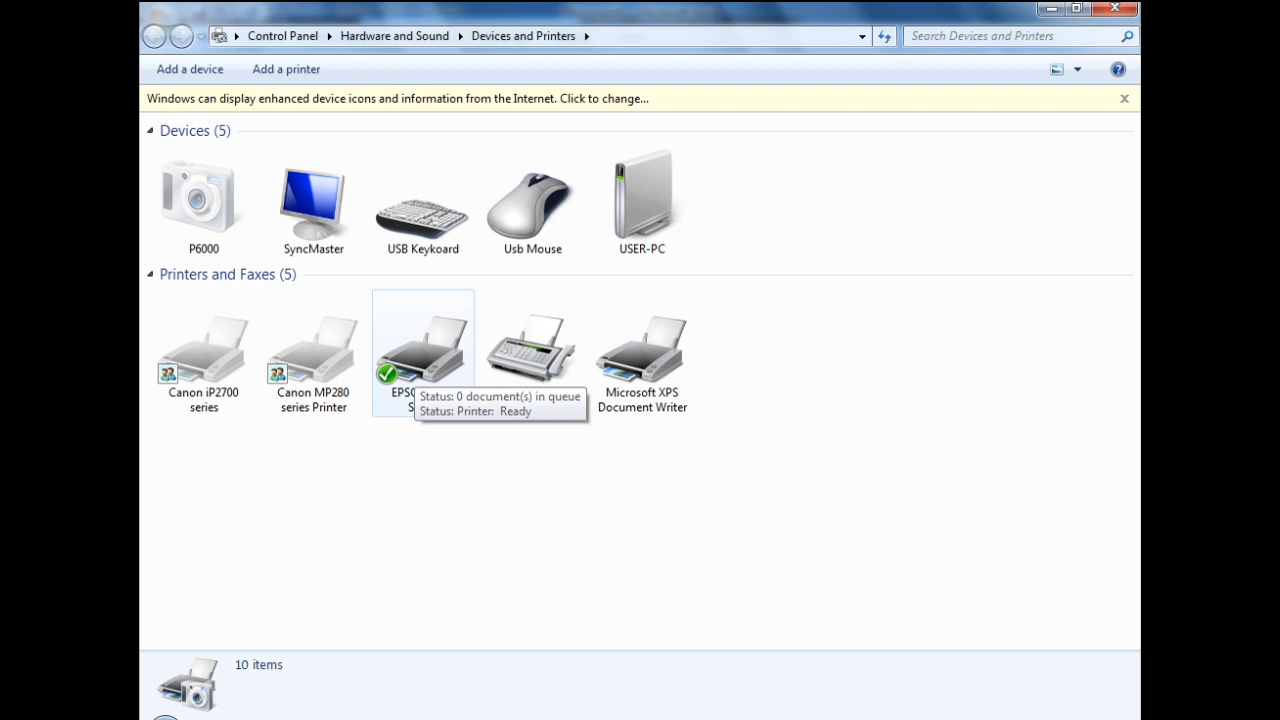 Control Panel Hardware and Sound Devices and Printers Search Devices and Printers
Add a device Add a printer
Windows can display enhanced device icons and information from the Internet. Click to change...
Devices (5)
P6000 SyncMaster USB Keykoard Usb Mouse USER-PC
Printers and Faxes (5)
Canon iP2700
series
Canon MP280
series Printer
EPS
S
Status: 0 document(s) in queue
Status: Printer: Ready
Microsoft XPS
Document Writer
10 items